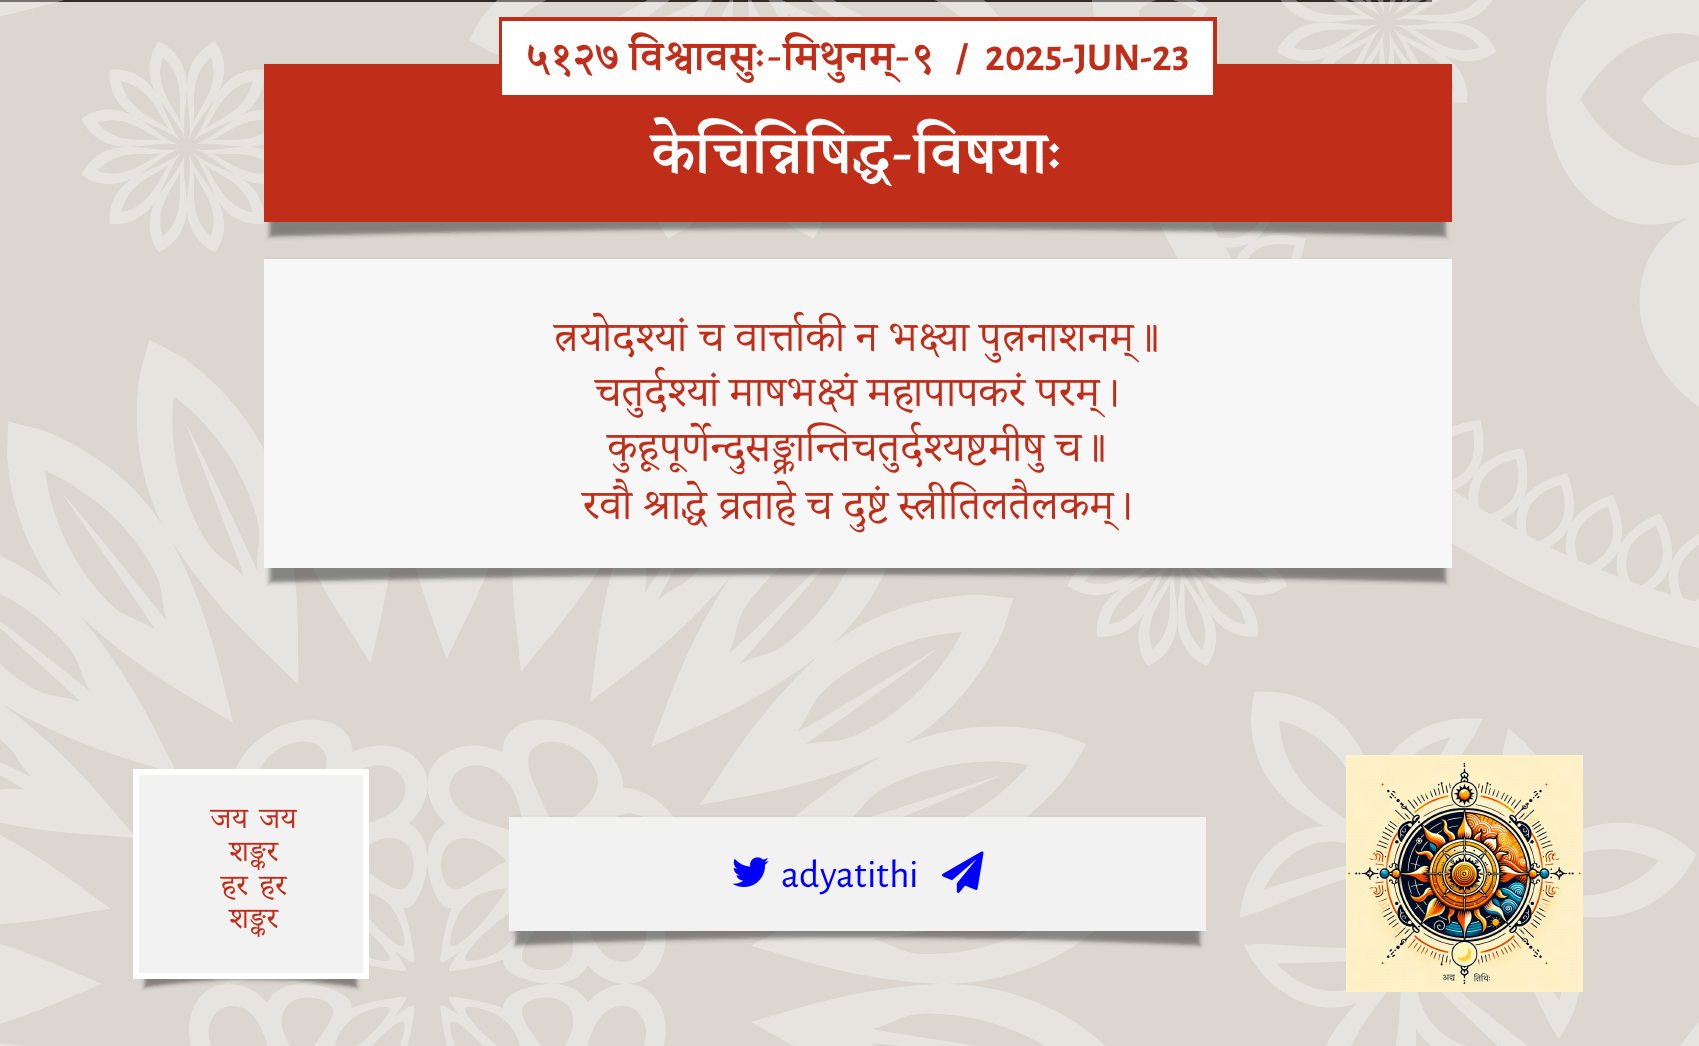 ५१२७ विश्वावसुः-मिथुनम्-९ / 2025-JUN-23
केचिन्निषिद्ध-विषयाः
त्रयोदश्यां च वार्त्ताकी न भक्ष्या पुत्रनाशनम् ॥
चतुर्दश्यां माषभक्ष्यं महापापकरं परम् ।
कुहूपूर्णेन्दुसङ्क्रान्तिचतुर्दश्यष्टमीषु च ॥
रवौ श्राद्धे व्रताहे च दुष्टं स्त्रीतिलतैलकम् ।
जय जय
शङ्कर
हर हर
शङ्कर
adyatithi
अद्य तिथिः